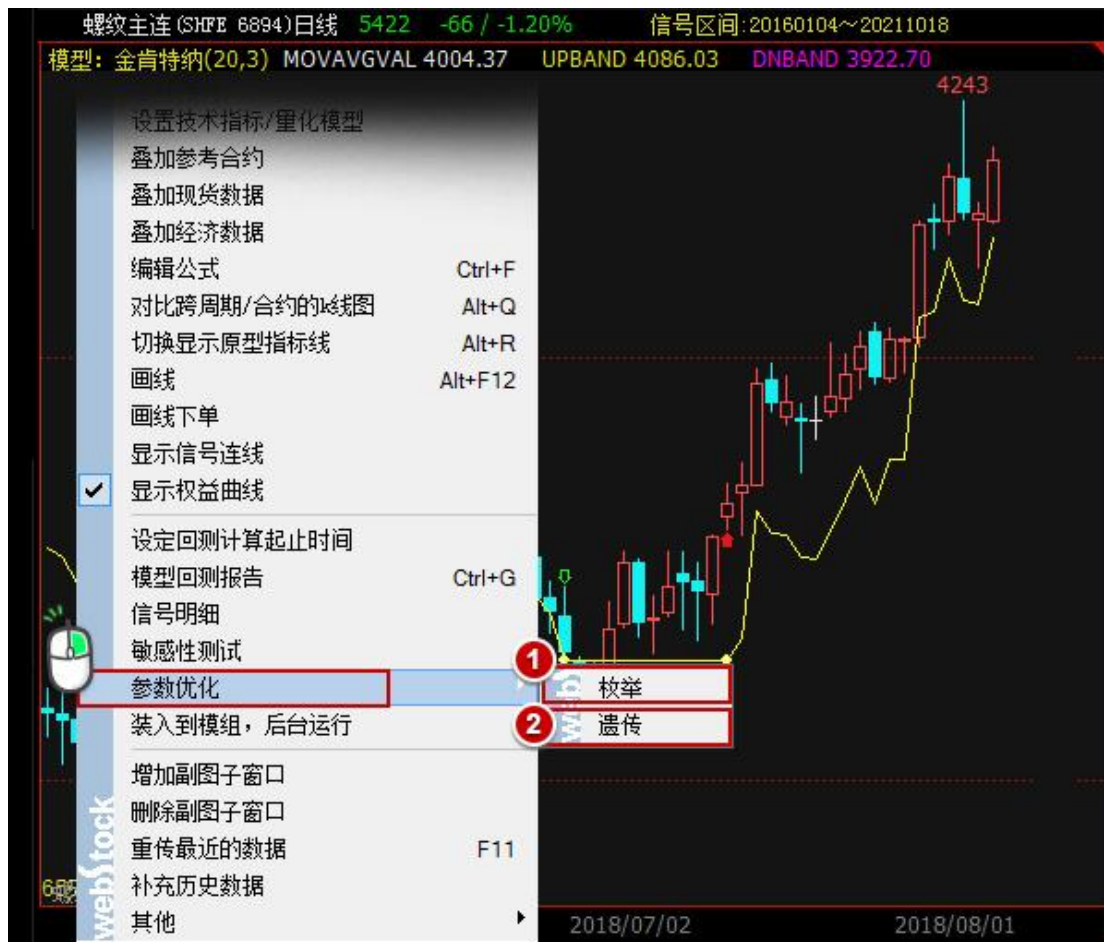 螺纹主连(SHFE 6894)日线 5422 -66 / -1.20% 信号区间:20160104～20211018
模型: 金肯特纳(20,3) MOVAVGVAL 4004.37 UPBAND 4086.03 DNBAND 3922.70
4243
设置技术指标/量化模型
叠加参考合约
叠加现货数据
叠加经济数据
编辑公式 Ctrl+F
对比跨周期/合约的k线图 Alt+Q
切换显示原型指标线 Alt+R
画线 Alt+F12
画线下单
显示信号连线
显示权益曲线
设定回测计算起止时间
模型回测报告 Ctrl+G
信号明细
敏感性测试
参数优化
1 枚举
2 遗传
装入到模组，后台运行
增加副图子窗口
删除副图子窗口
重传最近的数据 F11
补充历史数据
其他
webstock
2018/07/02 2018/08/01